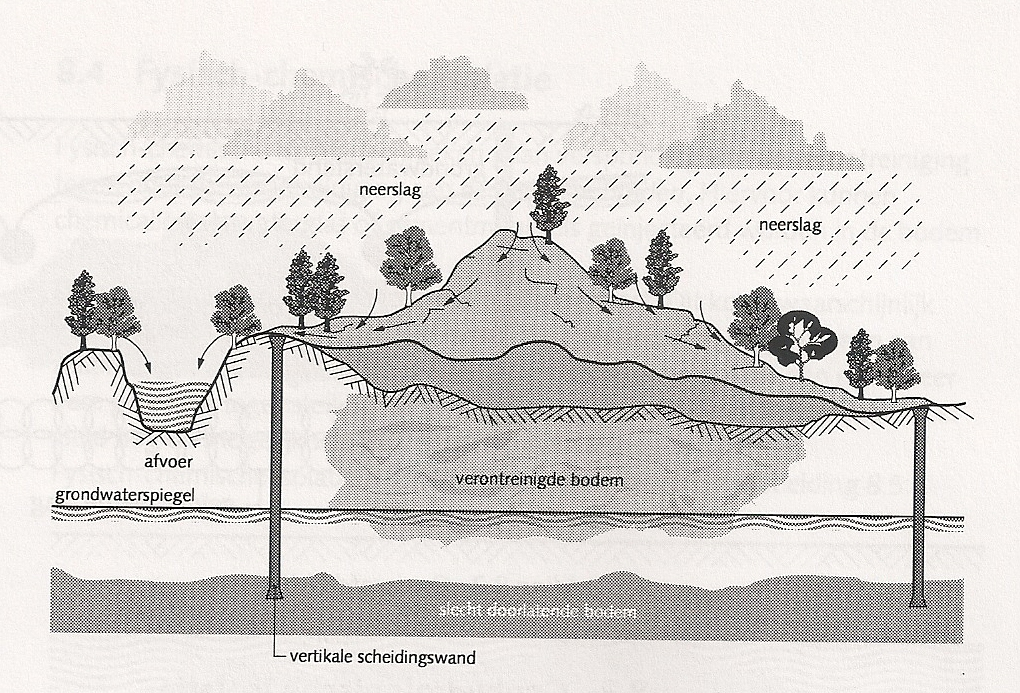 neerslag
neerslag
afvoer
grondwaterspiegel
verontreinigde bodem
slecht doorlatende bodem
vertikale scheidingswand